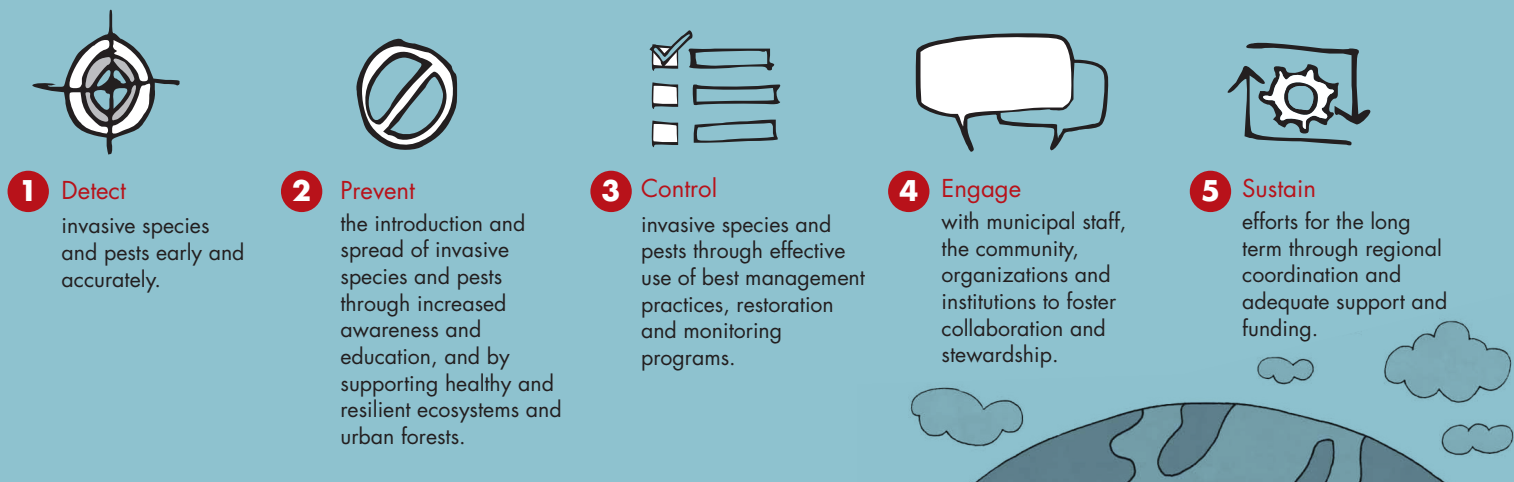 1 Detect
invasive species
and pests early and
accurately.
2 Prevent
the introduction and
spread of invasive
species and pests
through increased
awareness and
education, and by
supporting healthy and
resilient ecosystems and
urban forests.
3 Control
invasive species and
pests through effective
use of best management
practices, restoration
and monitoring
programs.
4 Engage
with municipal staff,
the community,
organizations and
institutions to foster
collaboration and
stewardship.
5 Sustain
efforts for the long
term through regional
coordination and
adequate support and
funding.